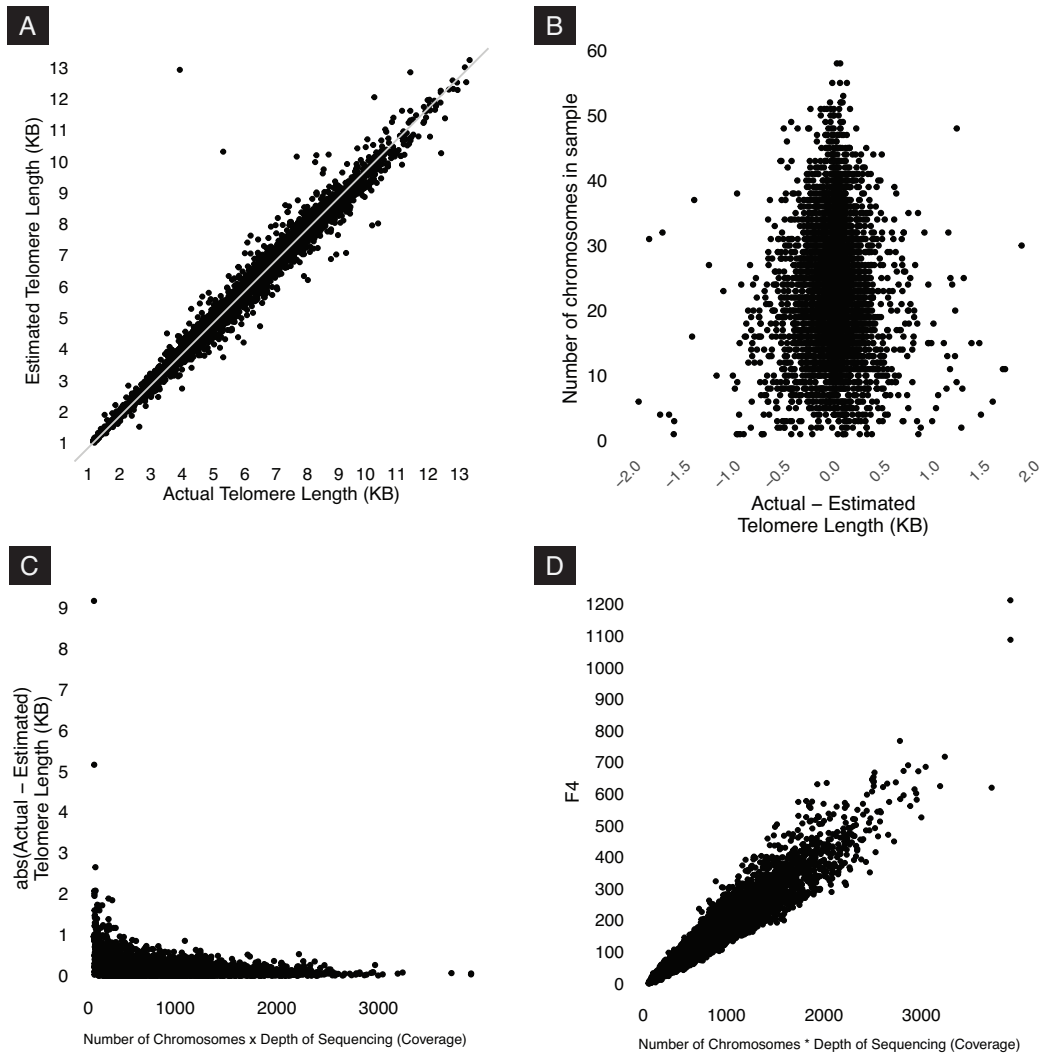 A
Estimated Telomere Length (KB)
13
12
11
10
9
8
7
6
5
4
3
2
1
1 2 3 4 5 6 7 8 9 10 11 12 13
Actual Telomere Length (KB)
B
Number of chromosomes in sample
60
50
40
30
20
10
0
−2.0 −1.5 −1.0 −0.5 0.0 0.5 1.0 1.5 2.0
Actual − Estimated
Telomere Length (KB)
C
abs(Actual − Estimated)
Telomere Length (KB)
9
8
7
6
5
4
3
2
1
0
0 1000 2000 3000
Number of Chromosomes x Depth of Sequencing (Coverage)
D
F4
1200
1100
1000
900
800
700
600
500
400
300
200
100
0
0 1000 2000 3000
Number of Chromosomes * Depth of Sequencing (Coverage)